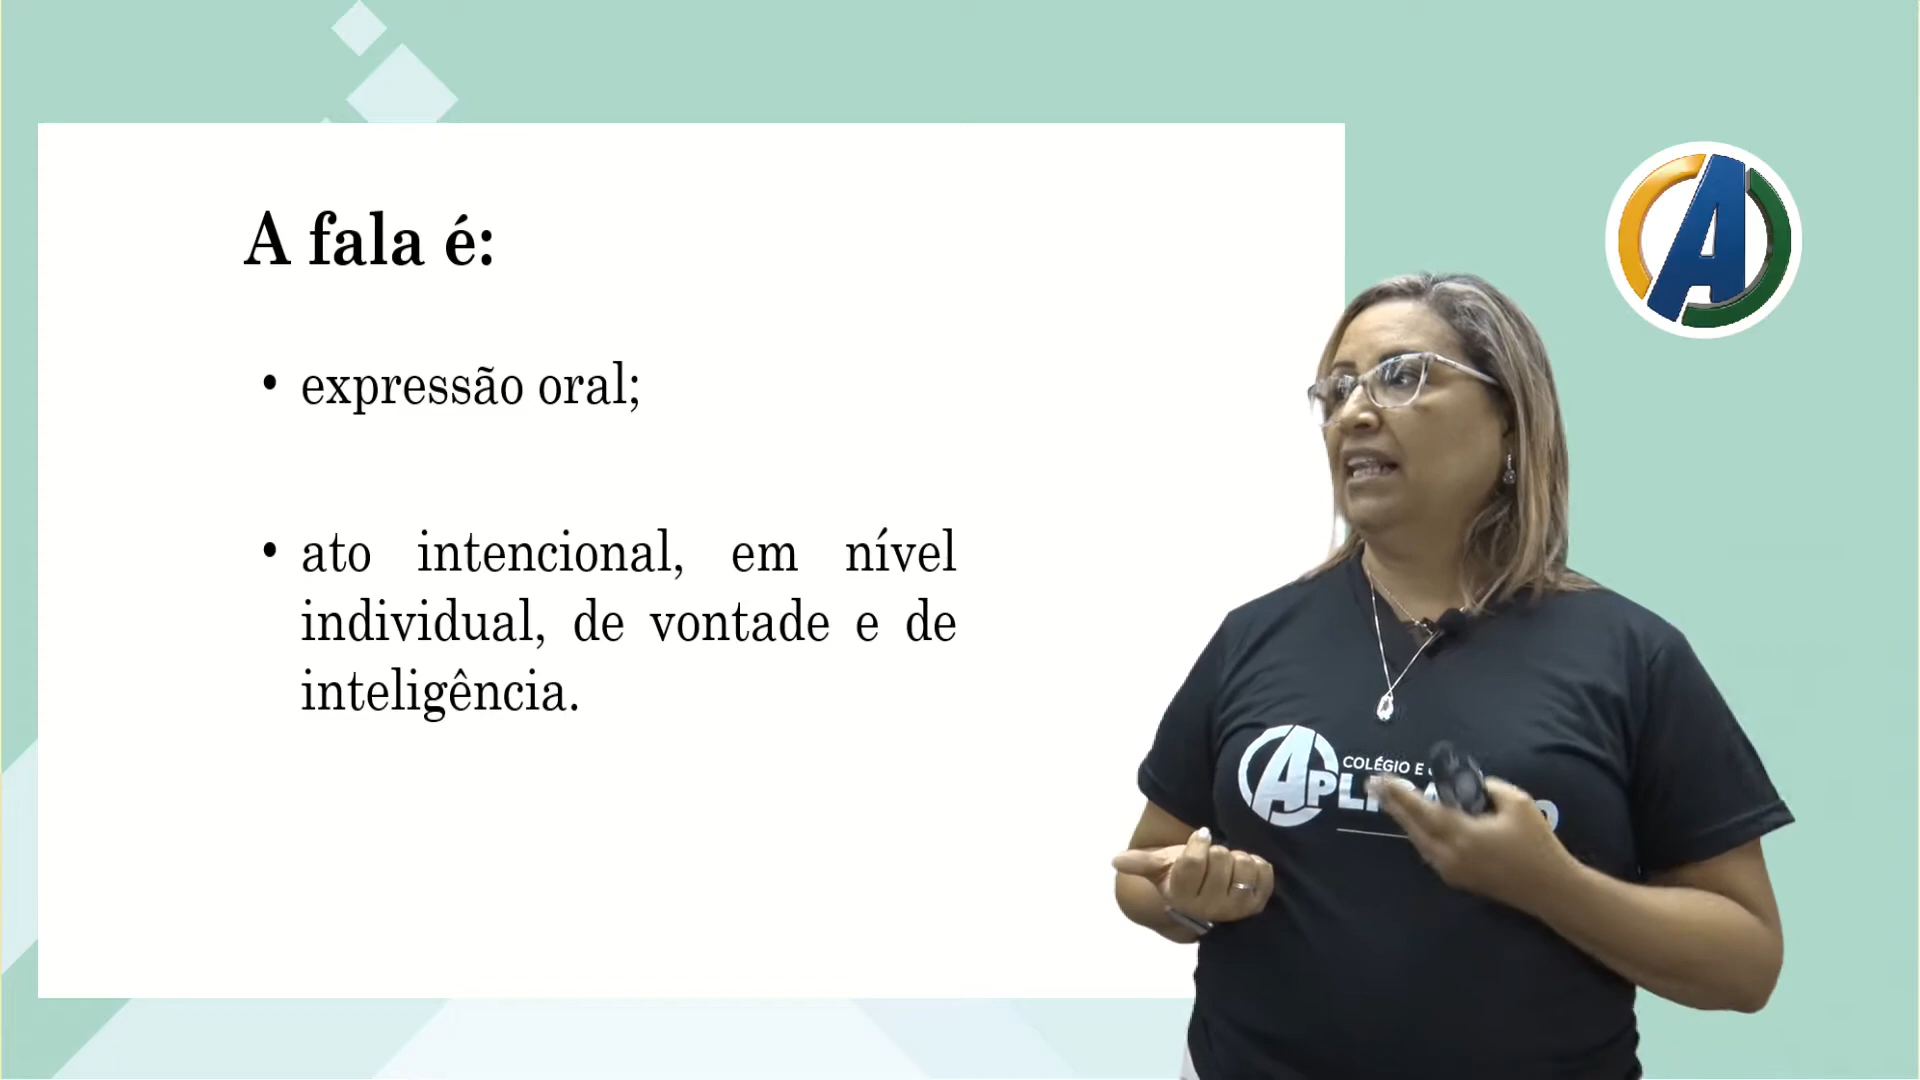 A fala é:
• expressão oral;
• ato intencional, em nível
individual, de vontade e de
inteligência.
A
COLÉGIO E